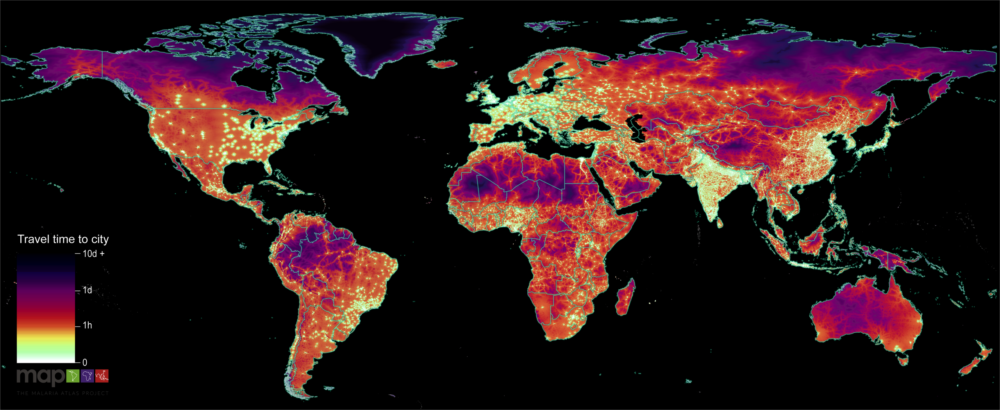 Travel time to city
10d +
1d
1h
0
map
THE MALARIA ATLAS PROJECT